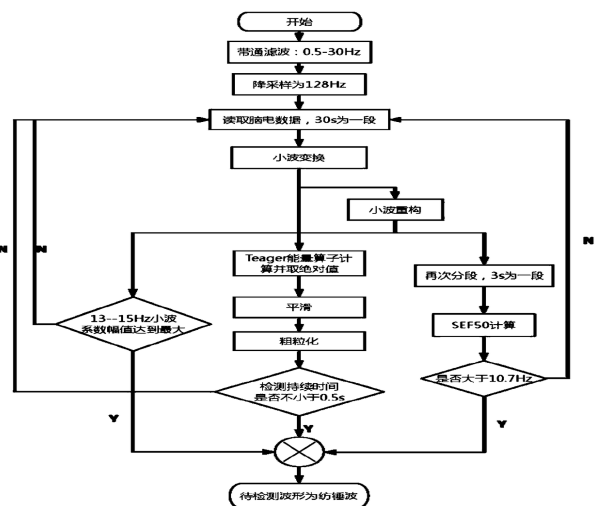 开始
带通滤波：0.5-30Hz
降采样为128Hz
读取脑电数据，30s为一段
小波变换
小波重构
Teager能量算子计
算并取绝对值
再次分段，3s为一段
平滑
13--15Hz小波
系数幅值达到最大
SEF50计算
粗粒化
检测持续时间
是否不小于0.5s
是否大于10.7Hz
N
N
N
Y
Y
Y
待检测波形为纺锤波